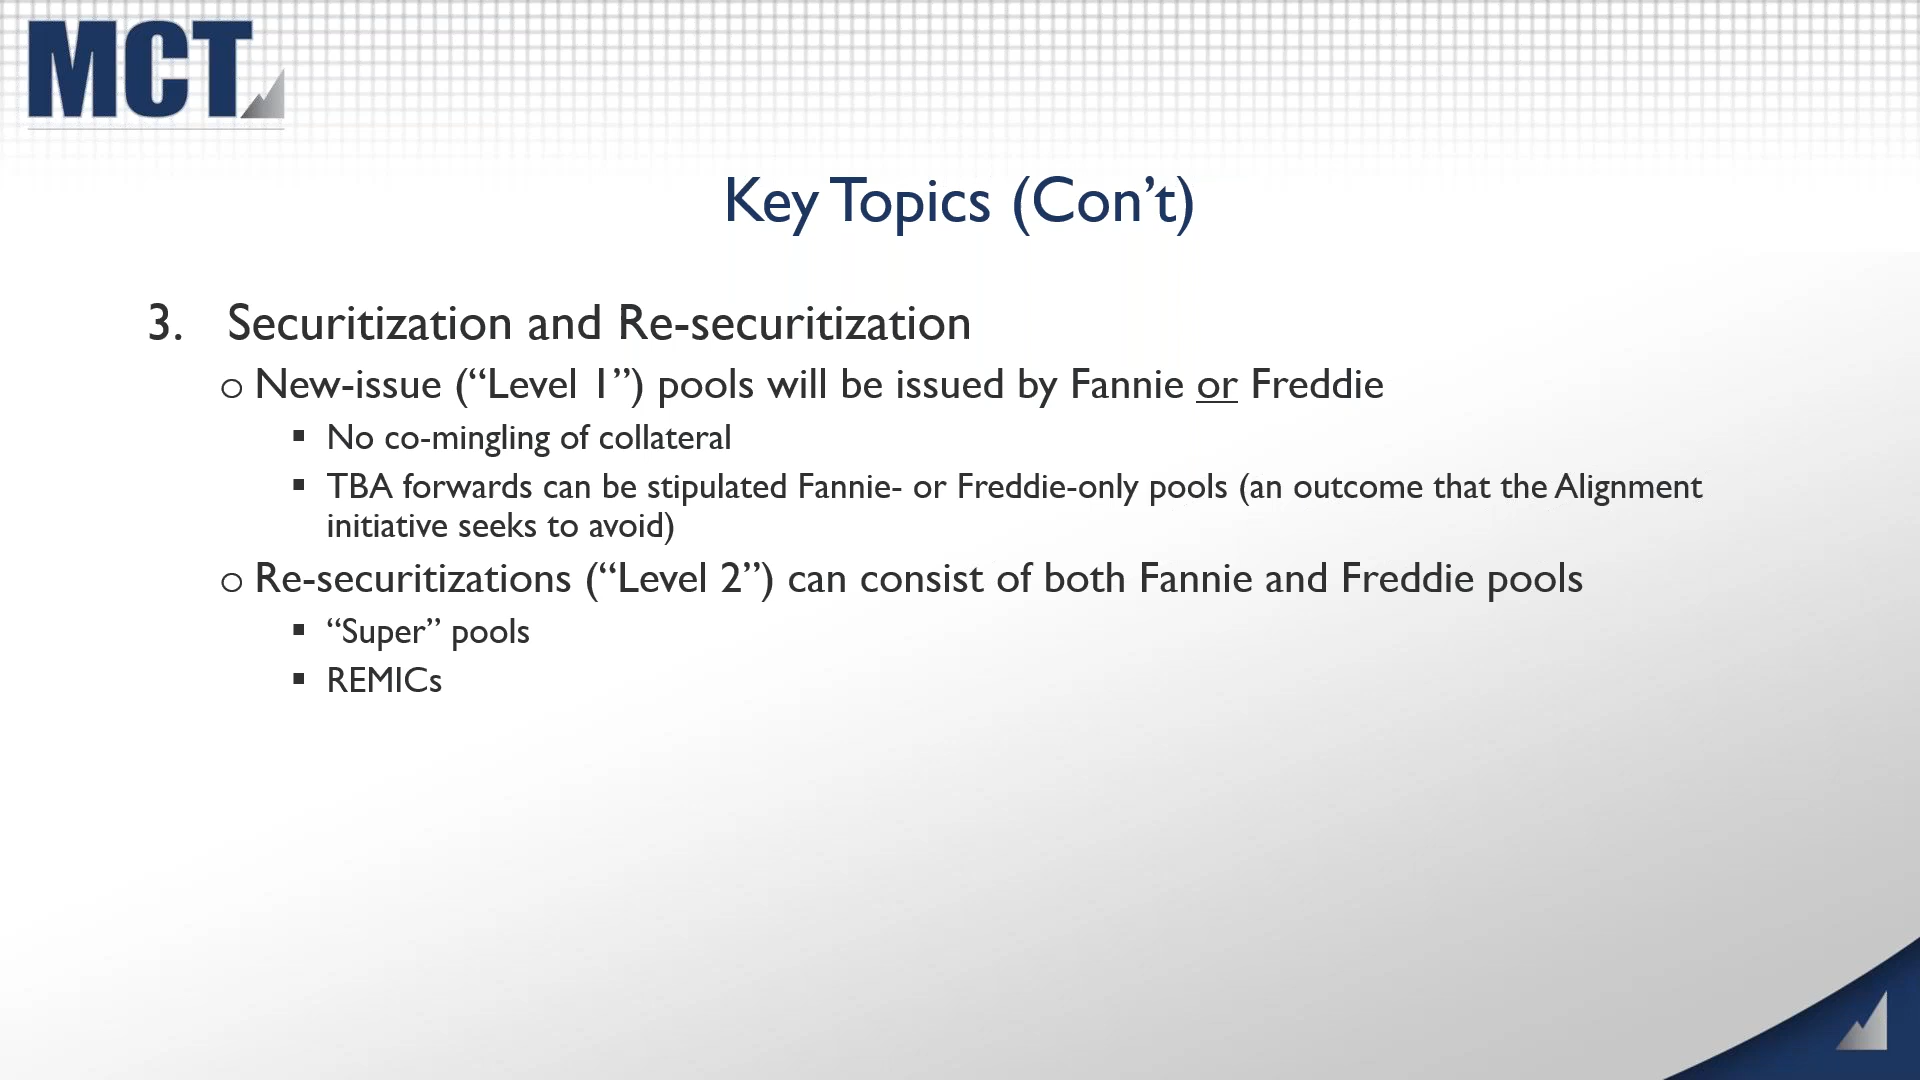 MCT
Key Topics (Con’t)
3. Securitization and Re-securitization
o New-issue (“Level 1”) pools will be issued by Fannie or Freddie
▪ No co-mingling of collateral
▪ TBA forwards can be stipulated Fannie- or Freddie-only pools (an outcome that the Alignment
initiative seeks to avoid)
o Re-securitizations (“Level 2”) can consist of both Fannie and Freddie pools
▪ “Super” pools
▪ REMICs